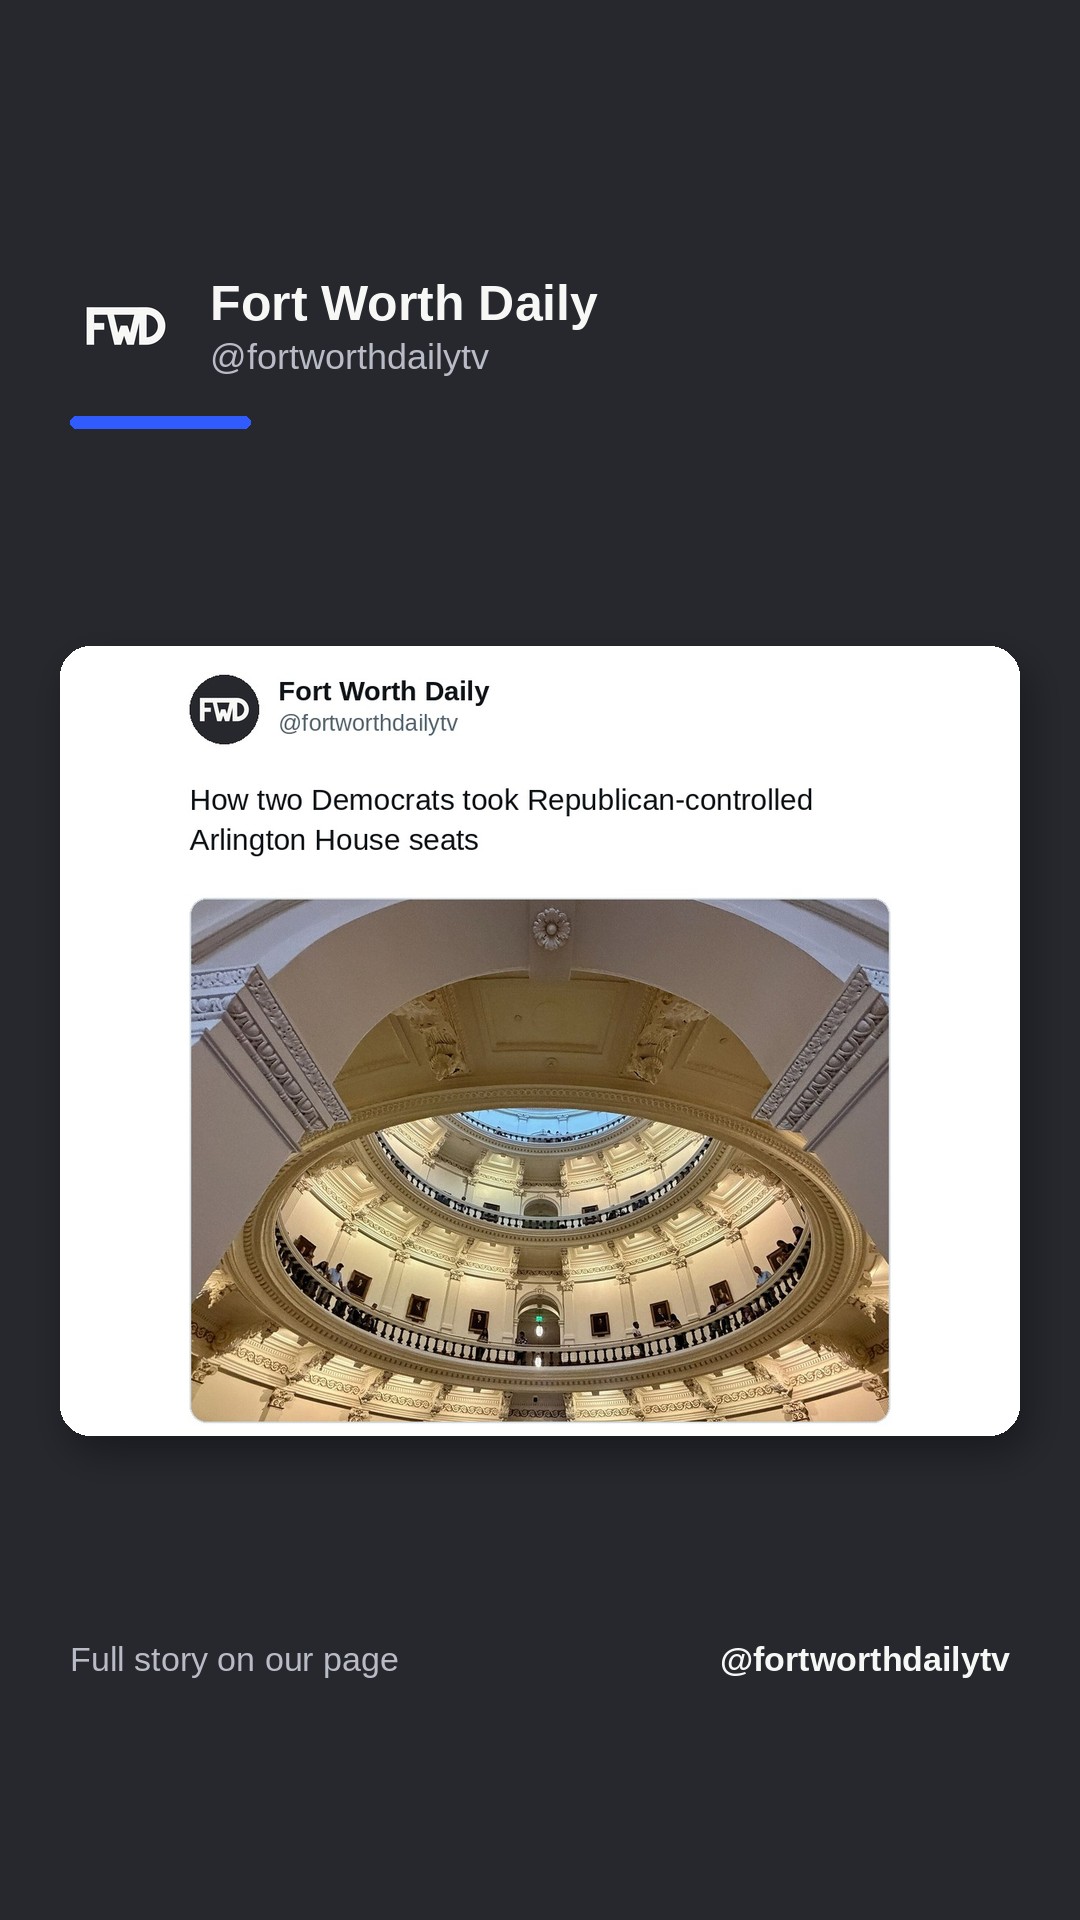 FWD
Fort Worth Daily
@fortworthdailytv
FWD
Fort Worth Daily
@fortworthdailytv
How two Democrats took Republican-controlled
Arlington House seats
Full story on our page
@fortworthdailytv